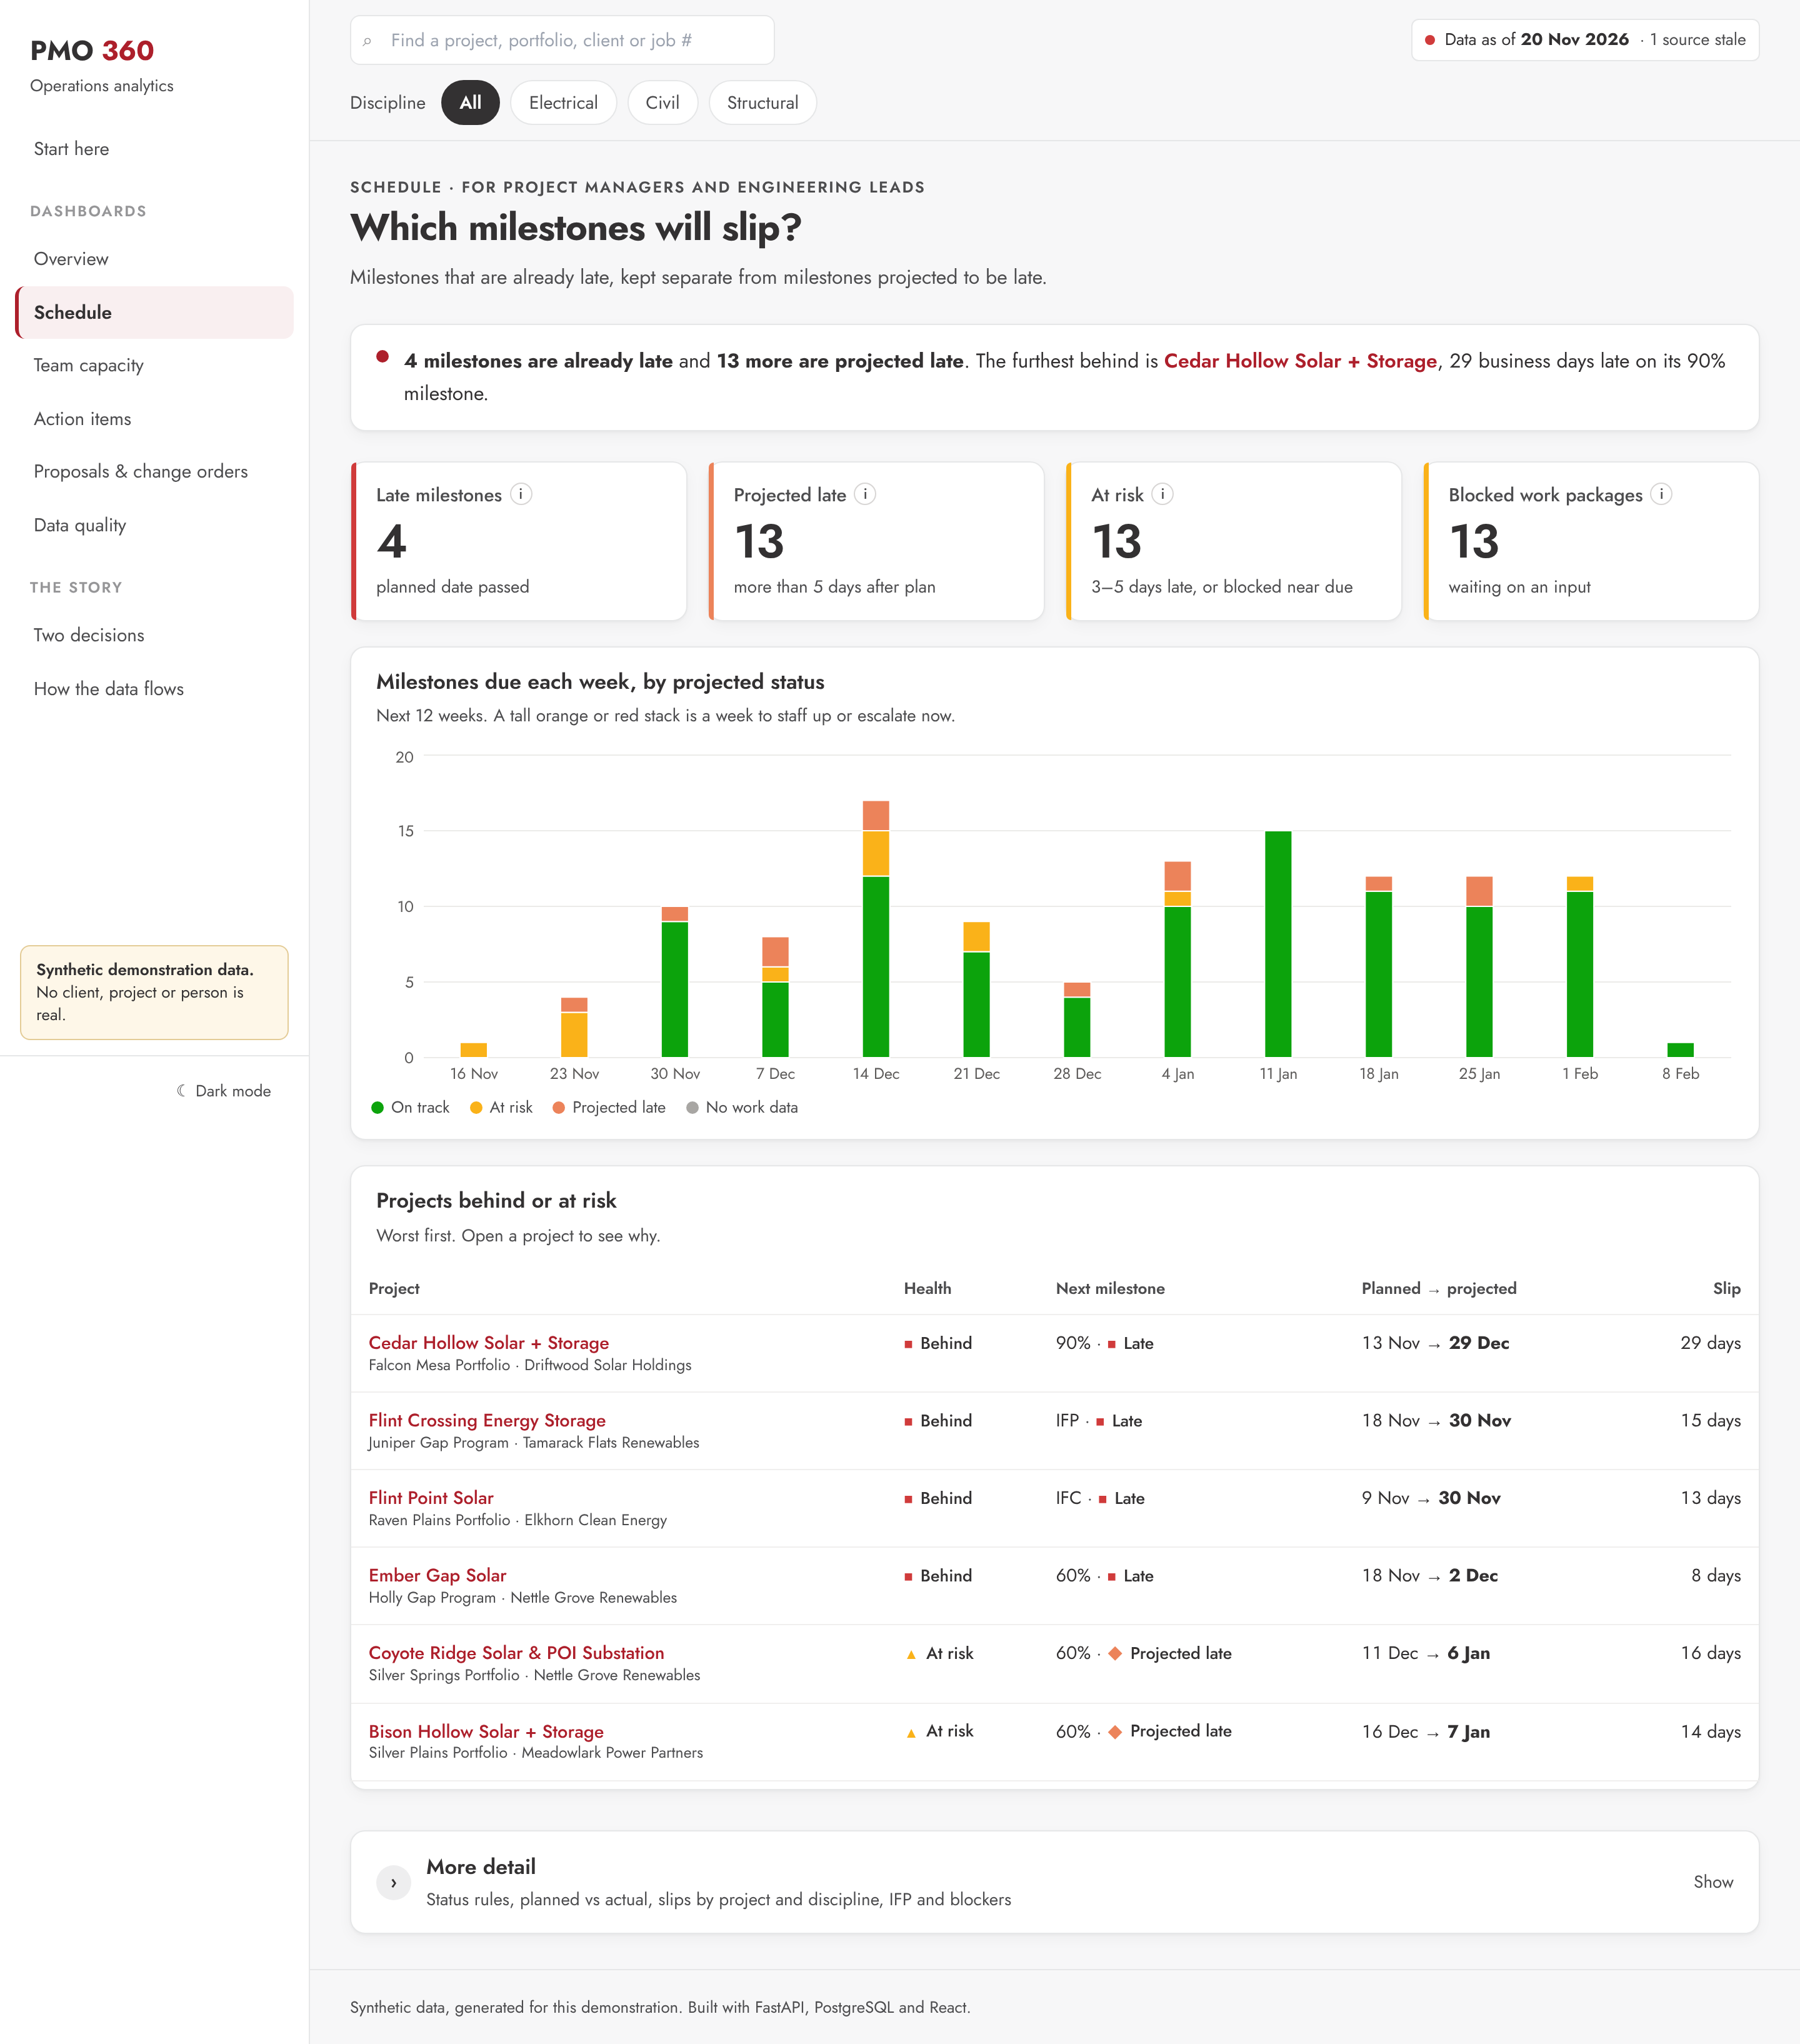 PMO 360
Operations analytics
Start here
DASHBOARDS
Overview
Schedule
Team capacity
Action items
Proposals & change orders
Data quality
THE STORY
Two decisions
How the data flows
Synthetic demonstration data.
No client, project or person is
real.
☾ Dark mode
Find a project, portfolio, client or job #
Data as of 20 Nov 2026 · 1 source stale
Discipline All Electrical Civil Structural
SCHEDULE · FOR PROJECT MANAGERS AND ENGINEERING LEADS
Which milestones will slip?
Milestones that are already late, kept separate from milestones projected to be late.
4 milestones are already late and 13 more are projected late. The furthest behind is Cedar Hollow Solar + Storage, 29 business days late on its 90%
milestone.
Late milestones i
4
planned date passed
Projected late i
13
more than 5 days after plan
At risk i
13
3–5 days late, or blocked near due
Blocked work packages i
13
waiting on an input
Milestones due each week, by projected status
Next 12 weeks. A tall orange or red stack is a week to staff up or escalate now.
20
15
10
5
0
16 Nov 23 Nov 30 Nov 7 Dec 14 Dec 21 Dec 28 Dec 4 Jan 11 Jan 18 Jan 25 Jan 1 Feb 8 Feb
On track At risk Projected late No work data
Projects behind or at risk
Worst first. Open a project to see why.
Project Health Next milestone Planned → projected Slip
Cedar Hollow Solar + Storage Behind 90% · Late 13 Nov → 29 Dec 29 days
Falcon Mesa Portfolio · Driftwood Solar Holdings
Flint Crossing Energy Storage Behind IFP · Late 18 Nov → 30 Nov 15 days
Juniper Gap Program · Tamarack Flats Renewables
Flint Point Solar Behind IFC · Late 9 Nov → 30 Nov 13 days
Raven Plains Portfolio · Elkhorn Clean Energy
Ember Gap Solar Behind 60% · Late 18 Nov → 2 Dec 8 days
Holly Gap Program · Nettle Grove Renewables
Coyote Ridge Solar & POI Substation At risk 60% · Projected late 11 Dec → 6 Jan 16 days
Silver Springs Portfolio · Nettle Grove Renewables
Bison Hollow Solar + Storage At risk 60% · Projected late 16 Dec → 7 Jan 14 days
Silver Plains Portfolio · Meadowlark Power Partners
More detail
Status rules, planned vs actual, slips by project and discipline, IFP and blockers
Show
Synthetic data, generated for this demonstration. Built with FastAPI, PostgreSQL and React.